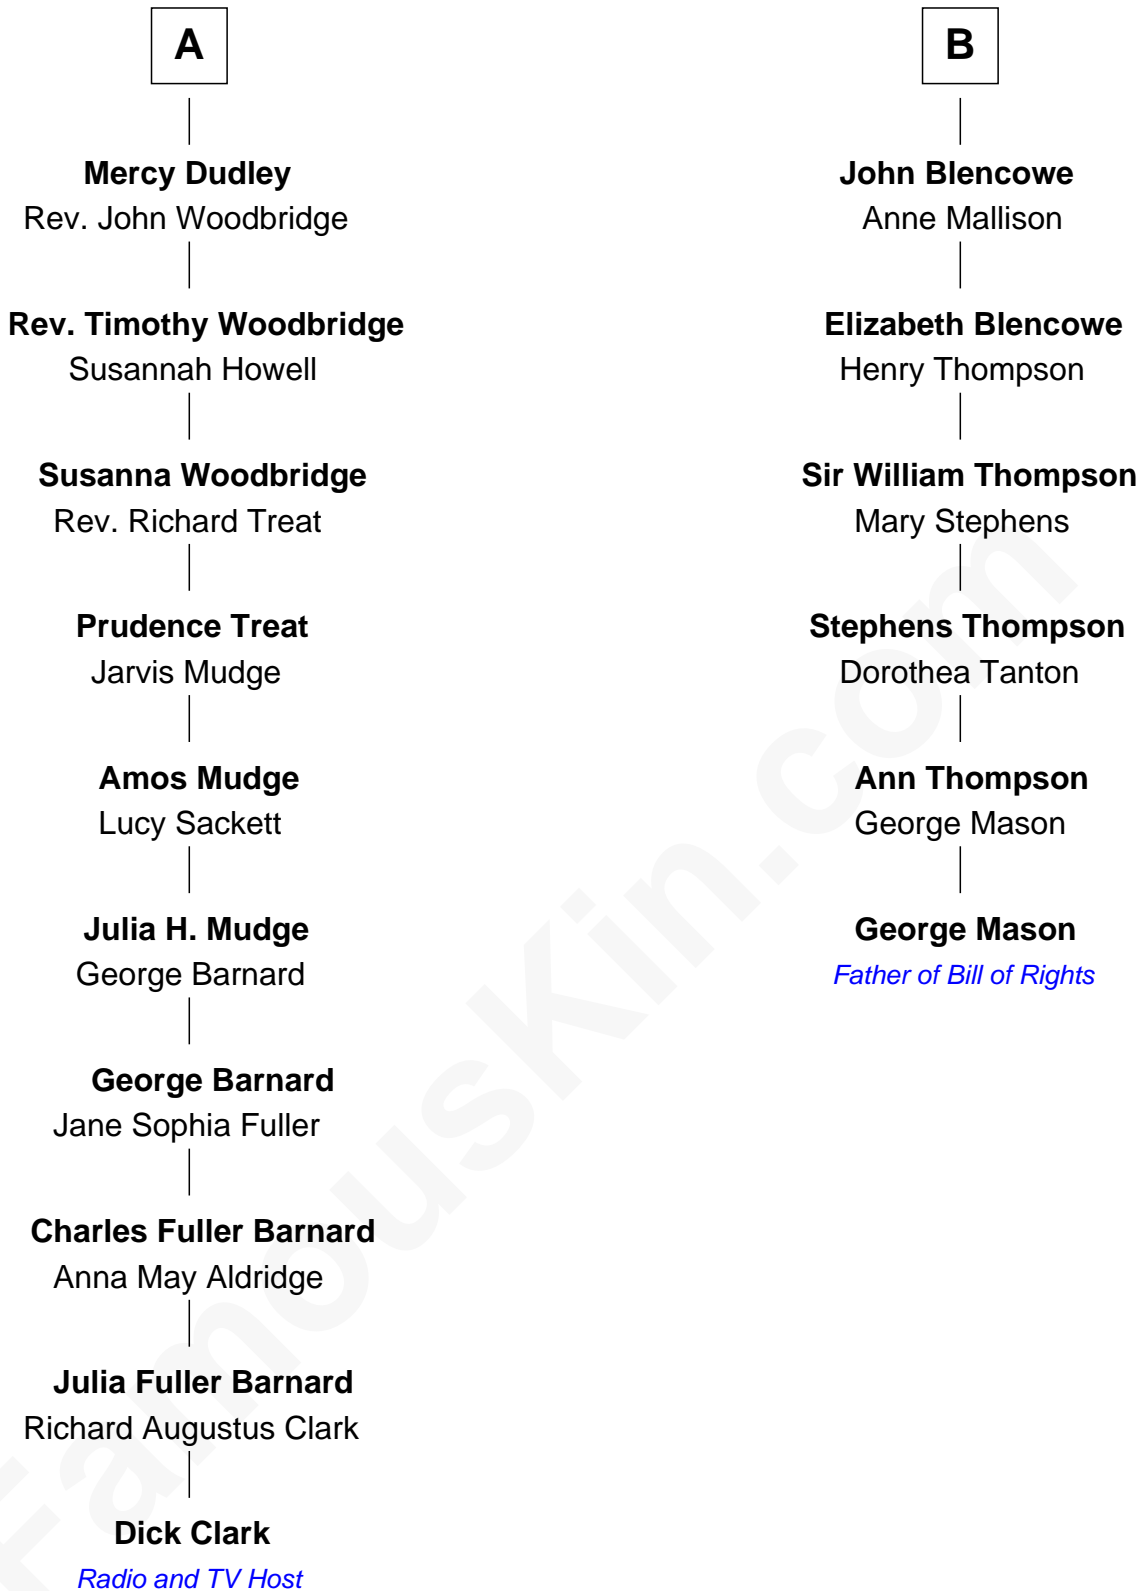 A
Mercy Dudley
Rev. John Woodbridge
Rev. Timothy Woodbridge
Susannah Howell
Susanna Woodbridge
Rev. Richard Treat
Prudence Treat
Jarvis Mudge
Amos Mudge
Lucy Sackett
Julia H. Mudge
George Barnard
George Barnard
Jane Sophia Fuller
Charles Fuller Barnard
Anna May Aldridge
Julia Fuller Barnard
Richard Augustus Clark
Dick Clark
Radio and TV Host
B
John Blencowe
Anne Mallison
Elizabeth Blencowe
Henry Thompson
Sir William Thompson
Mary Stephens
Stephens Thompson
Dorothea Tanton
Ann Thompson
George Mason
George Mason
Father of Bill of Rights
FamousKin.com